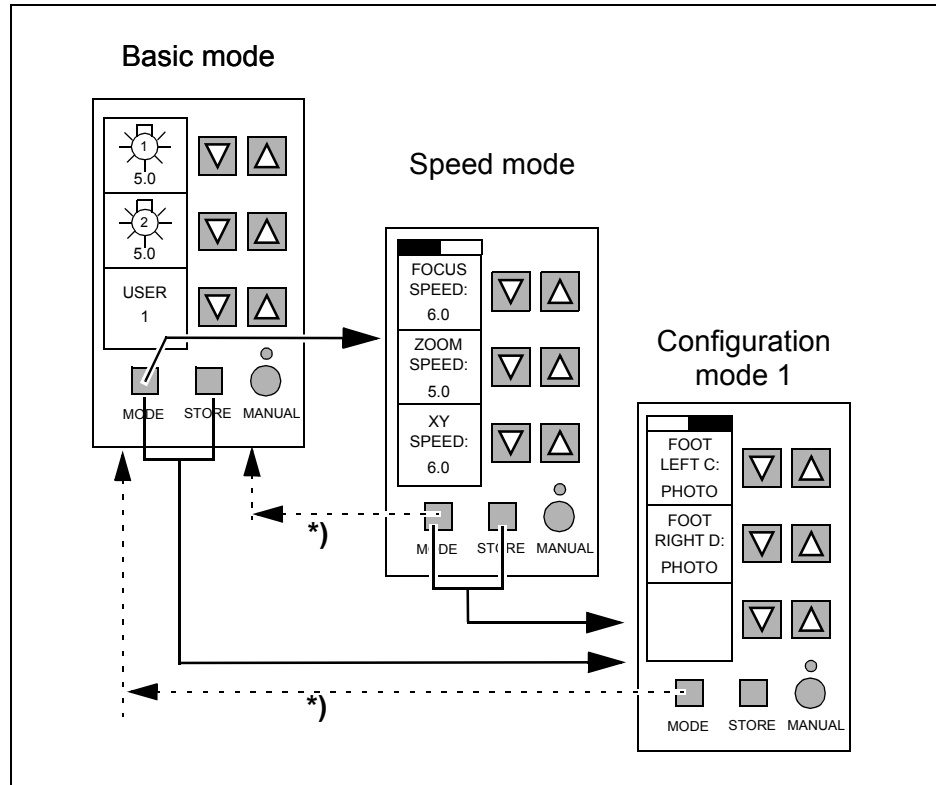 Basic mode
1
5.0
2
5.0
USER
1
MODE STORE MANUAL
Speed mode
FOCUS
SPEED:
6.0
ZOOM
SPEED:
5.0
XY
SPEED:
6.0
MODE STORE MANUAL
*)
Configuration
mode 1
FOOT
LEFT C:
PHOTO
FOOT
RIGHT D:
PHOTO
MODE STORE MANUAL
*)